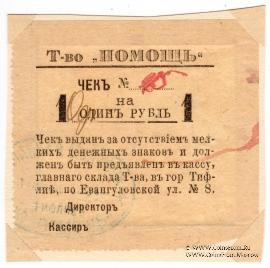 Т-во „ПОМОЩЬ“
ЧЕКЪ №
на
1 ОДИНЪ РУБЛЬ 1
Чекъ выданъ за отсутствіемъ мел-
кихъ денежныхъ знаковъ и дол-
женъ быть предъявленъ въ кассу,
главнаго склада Т-ва, въ гор Тиф-
лисѣ, по Евангуловской ул. № 8.
Директоръ
Кассиръ